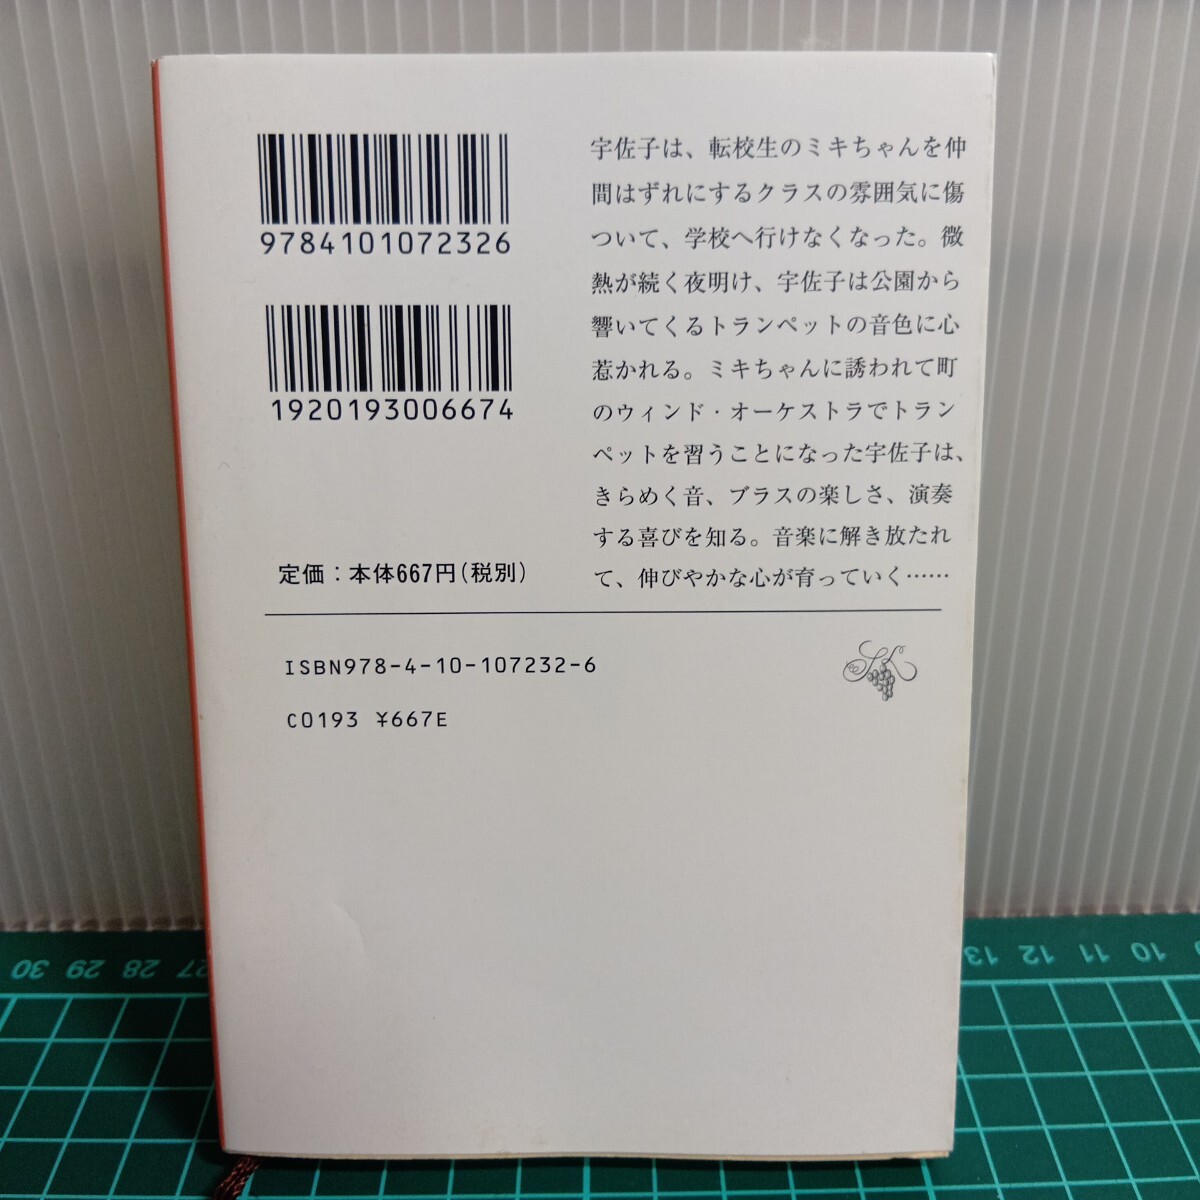 9784101072326
1920193006674
定価：本体667円(税別)
宇佐子は、転校生のミキちゃんを仲
間はずれにするクラスの雰囲気に傷
ついて、学校へ行けなくなった。微
熱が続く夜明け、宇佐子は公園から
響いてくるトランペットの音色に心
惹かれる。ミキちゃんに誘われて町
のウィンド・オーケストラでトラン
ペットを習うことになった宇佐子は、
きらめく音、ブラスの楽しさ、演奏
する喜びを知る。音楽に解き放たれ
て、伸びやかな心が育っていく……
ISBN978-4-10-107232-6
C0193 ¥667E
30 29 28 27
13 12 11 10